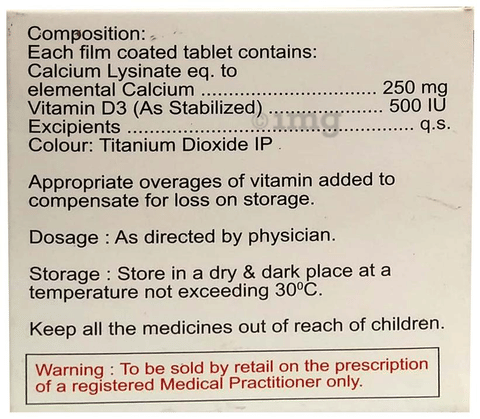 Composition:
Each film coated tablet contains:
Calcium Lysinate eq. to
elemental Calcium ................................ 250 mg
Vitamin D3 (As Stabilized) .................... 500 IU
Excipients .................................................. q.s.
Colour: Titanium Dioxide IP
Appropriate overages of vitamin added to
compensate for loss on storage.
Dosage : As directed by physician.
Storage : Store in a dry & dark place at a
temperature not exceeding 30⁰C.
Keep all the medicines out of reach of children.
Warning : To be sold by retail on the prescription
of a registered Medical Practitioner only.